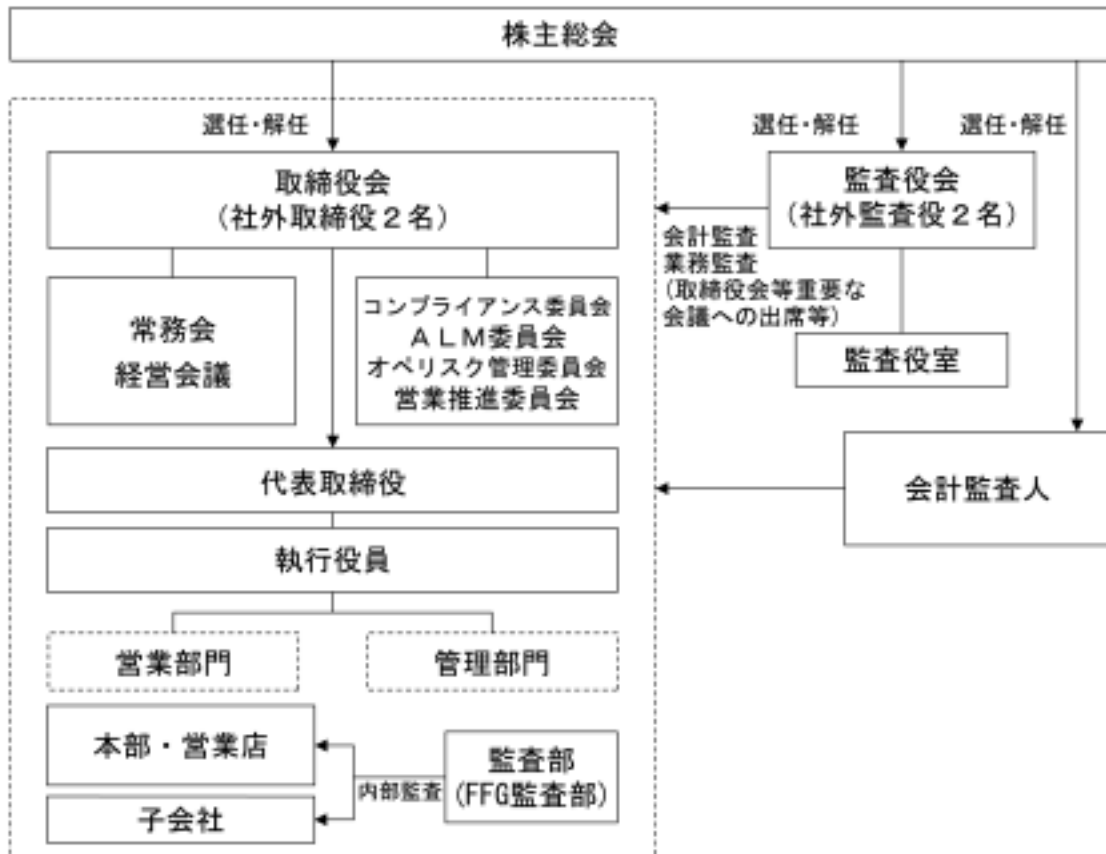 株主総会
選任・解任
選任・解任
選任・解任
取締役会
(社外取締役２名)
監査役会
(社外監査役２名)
会計監査
業務監査
(取締役会等重要な
会議への出席等)
常務会
経営会議
コンプライアンス委員会
ＡＬＭ委員会
オペリスク管理委員会
営業推進委員会
監査役室
代表取締役
会計監査人
執行役員
営業部門
管理部門
本部・営業店
監査部
(FFG監査部)
内部監査
子会社